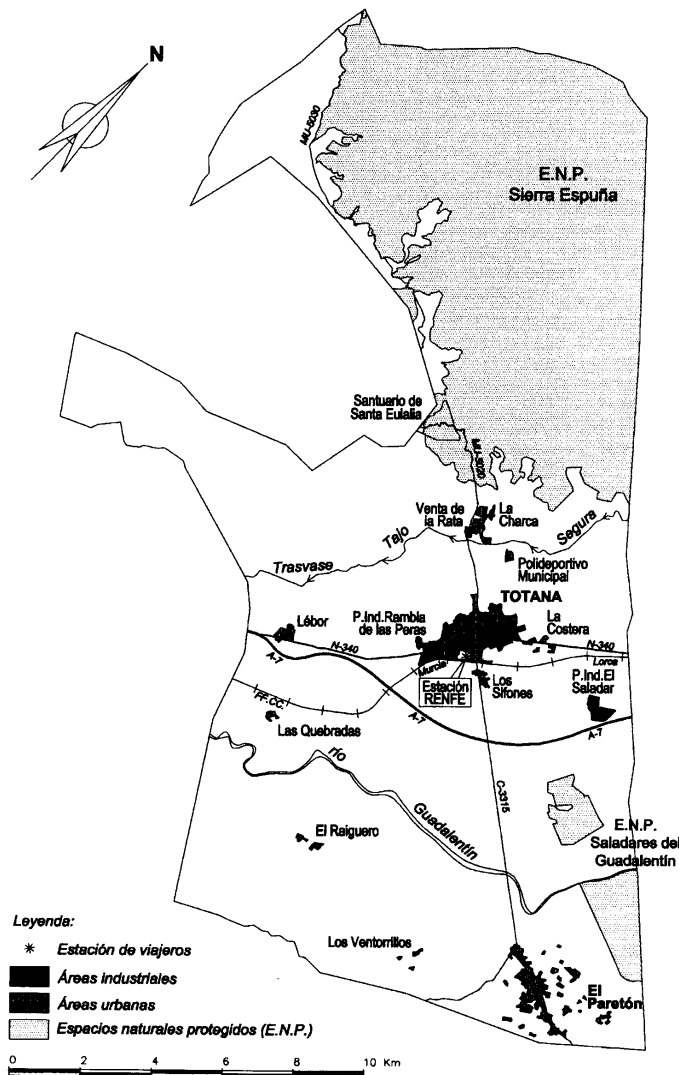 N
MU-5030
E.N.P.
Sierra Espuña
Santuario de
Santa Eulalia
MU-5020
Venta de
la Rata
La
Charca
Trasvase
Tajo
Segura
Polideportivo
Municipal
TOTANA
Lébor
P.Ind.Rambla
de las Peras
La
Costera
N-340
N-340
A-7
Murcia
Lorca
Estación
RENFE
Los
Sifones
P.Ind.El
Saladar
FF.CC.
Las Quebradas
A-7
A-7
río
Guadalentín
C-3315
E.N.P.
Saladares del
Guadalentín
El Raiguero
Los Ventorrillos
El
Paretón
Leyenda:
Estación de viajeros
Áreas industriales
Áreas urbanas
Espacios naturales protegidos (E.N.P.)
0 2 4 6 8 10 Km